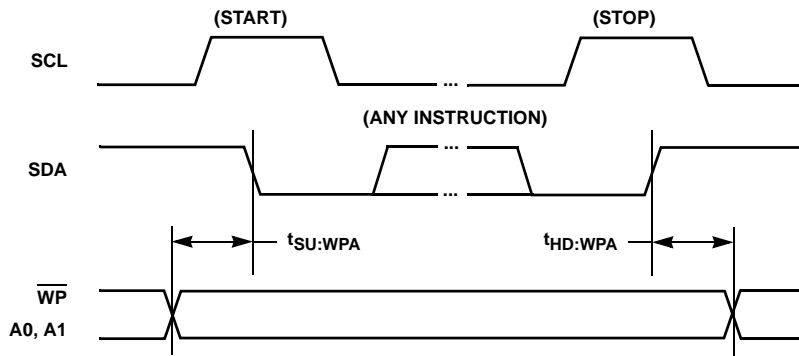 (START)
(STOP)
SCL
...
(ANY INSTRUCTION)
SDA
...
...
tSU:WPA
tHD:WPA
WP
A0, A1